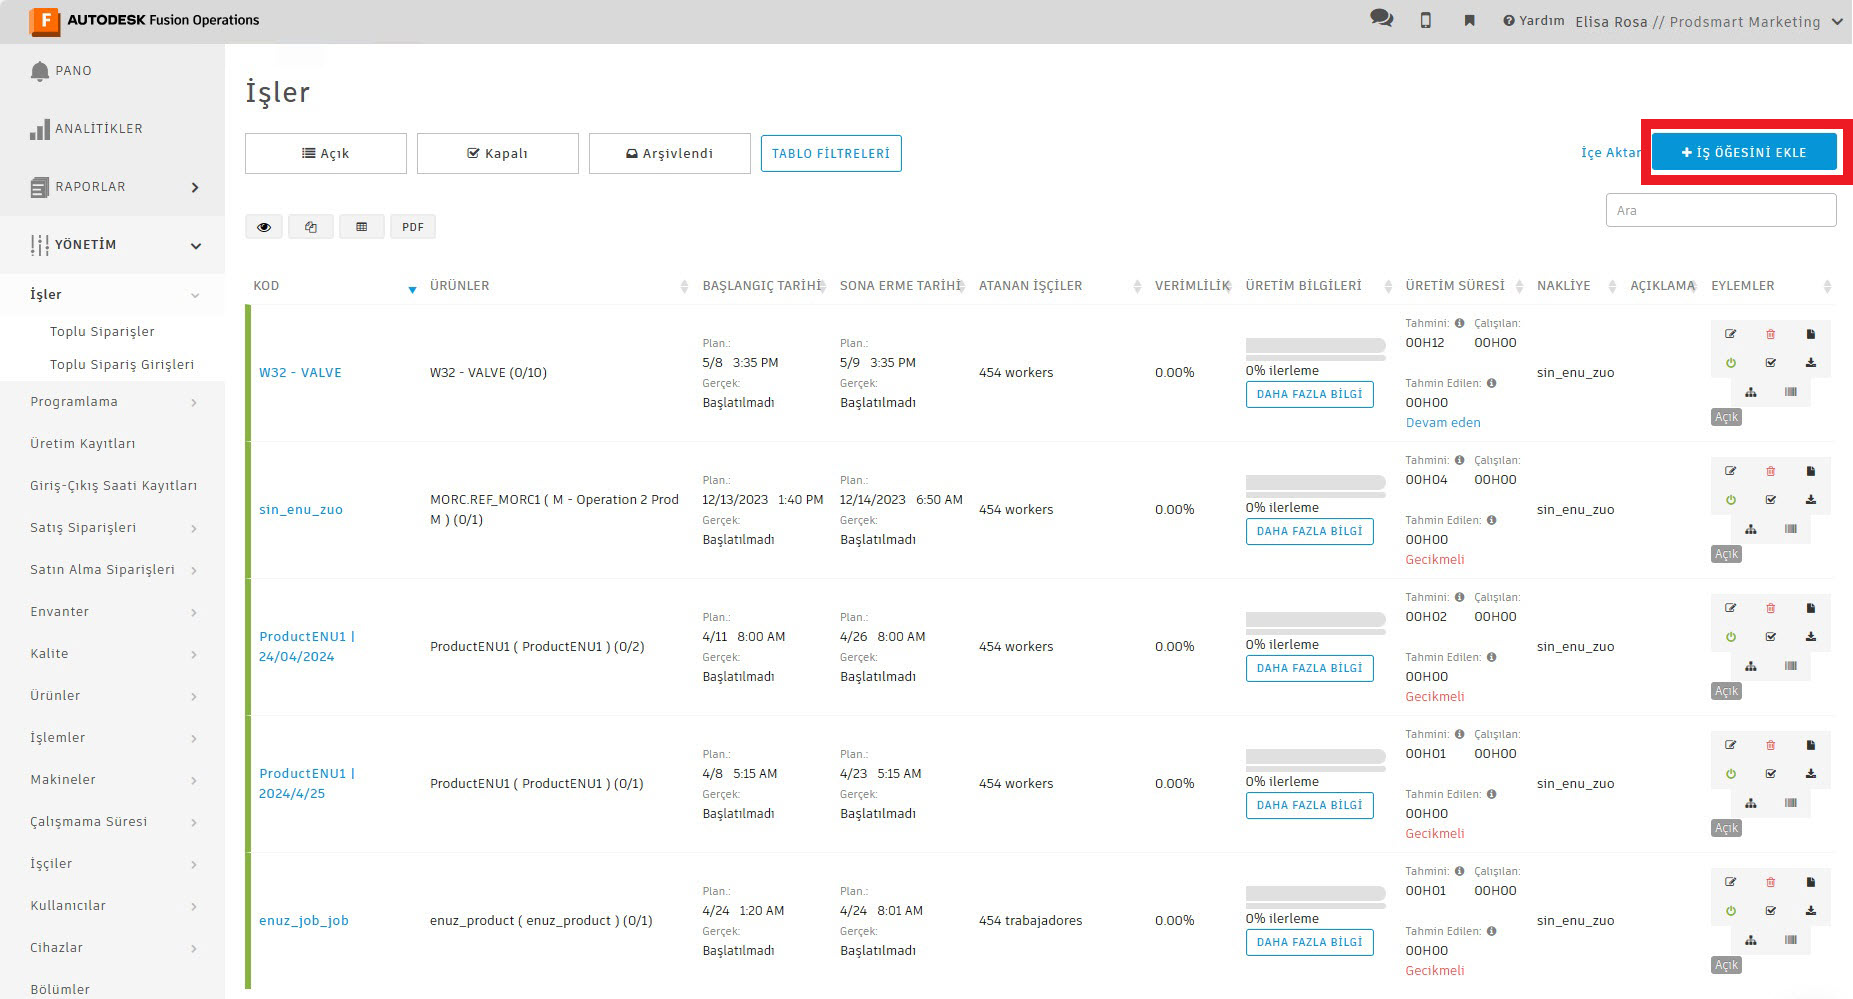 AUTODESK Fusion Operations
Yardım Elisa Rosa // Prodsmart Marketing
PANO
ANALİTİKLER
RAPORLAR
YÖNETİM
İşler
Toplu Siparişler
Toplu Sipariş Girişleri
Programlama
Üretim Kayıtları
Giriş-Çıkış Saati Kayıtları
Satış Siparişleri
Satın Alma Siparişleri
Envanter
Kalite
Ürünler
İşlemler
Makineler
Çalışmama Süresi
İşçiler
Kullanıcılar
Cihazlar
Bölümler
İşler
Açık
Kapalı
Arşivlendi
TABLO FİLTRELERİ
İçe Aktar
+ İŞ ÖĞESİNİ EKLE
PDF
Ara
KOD ÜRÜNLER BAŞLANGIÇ TARİHİ SONA ERME TARİHİ ATANAN İŞÇİLER VERİMLİLİK ÜRETİM BİLGİLERİ ÜRETİM SÜRESİ NAKLİYE AÇIKLAMA EYLEMLER
W32 - VALVE
W32 - VALVE (0/10)
Plan.:
5/8 3:35 PM
Gerçek:
Başlatılmadı
Plan.:
5/9 3:35 PM
Gerçek:
Başlatılmadı
454 workers
0.00%
0% ilerleme
DAHA FAZLA BİLGİ
Tahmini: Çalışılan:
00H12 00H00
Tahmin Edilen:
00H00
Devam eden
sin_enu_zuo
Açık
sin_enu_zuo
MORC.REF_MORC1 ( M - Operation 2 Prod
M ) (0/1)
Plan.:
12/13/2023 1:40 PM
Gerçek:
Başlatılmadı
Plan.:
12/14/2023 6:50 AM
Gerçek:
Başlatılmadı
454 workers
0.00%
0% ilerleme
DAHA FAZLA BİLGİ
Tahmini: Çalışılan:
00H04 00H00
Tahmin Edilen:
00H00
Gecikmeli
sin_enu_zuo
Açık
ProductENU1 |
24/04/2024
ProductENU1 ( ProductENU1 ) (0/2)
Plan.:
4/11 8:00 AM
Gerçek:
Başlatılmadı
Plan.:
4/26 8:00 AM
Gerçek:
Başlatılmadı
454 workers
0.00%
0% ilerleme
DAHA FAZLA BİLGİ
Tahmini: Çalışılan:
00H02 00H00
Tahmin Edilen:
00H00
Gecikmeli
sin_enu_zuo
Açık
ProductENU1 |
2024/4/25
ProductENU1 ( ProductENU1 ) (0/1)
Plan.:
4/8 5:15 AM
Gerçek:
Başlatılmadı
Plan.:
4/23 5:15 AM
Gerçek:
Başlatılmadı
454 workers
0.00%
0% ilerleme
DAHA FAZLA BİLGİ
Tahmini: Çalışılan:
00H01 00H00
Tahmin Edilen:
00H00
Gecikmeli
sin_enu_zuo
Açık
enuz_job_job
enuz_product ( enuz_product ) (0/1)
Plan.:
4/24 1:20 AM
Gerçek:
Başlatılmadı
Plan.:
4/24 8:01 AM
Gerçek:
Başlatılmadı
454 trabajadores
0.00%
0% ilerleme
DAHA FAZLA BİLGİ
Tahmini: Çalışılan:
00H01 00H00
Tahmin Edilen:
00H00
Gecikmeli
sin_enu_zuo
Açık